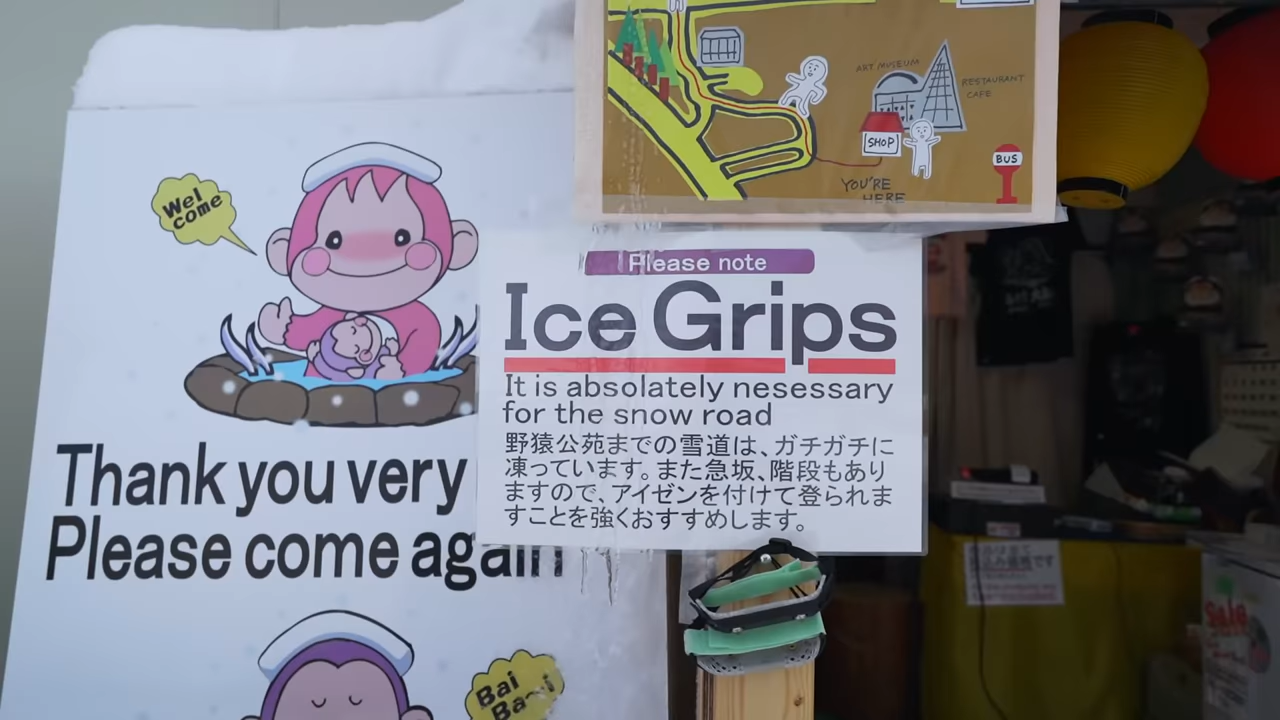 ART MUSEUM
RESTAURANT
CAFE
SHOP
BUS
YOU'RE
HERE
Wel
come
Please note
Ice Grips
It is absolutely nesessary
for the snow road
野猿公苑までの雪道は、ガチガチに
凍っています。また急坂、階段もあり
ますので、アイゼンを付けて登られま
すことを強くおすすめします。
Thank you very
Please come again
Bai
Sale